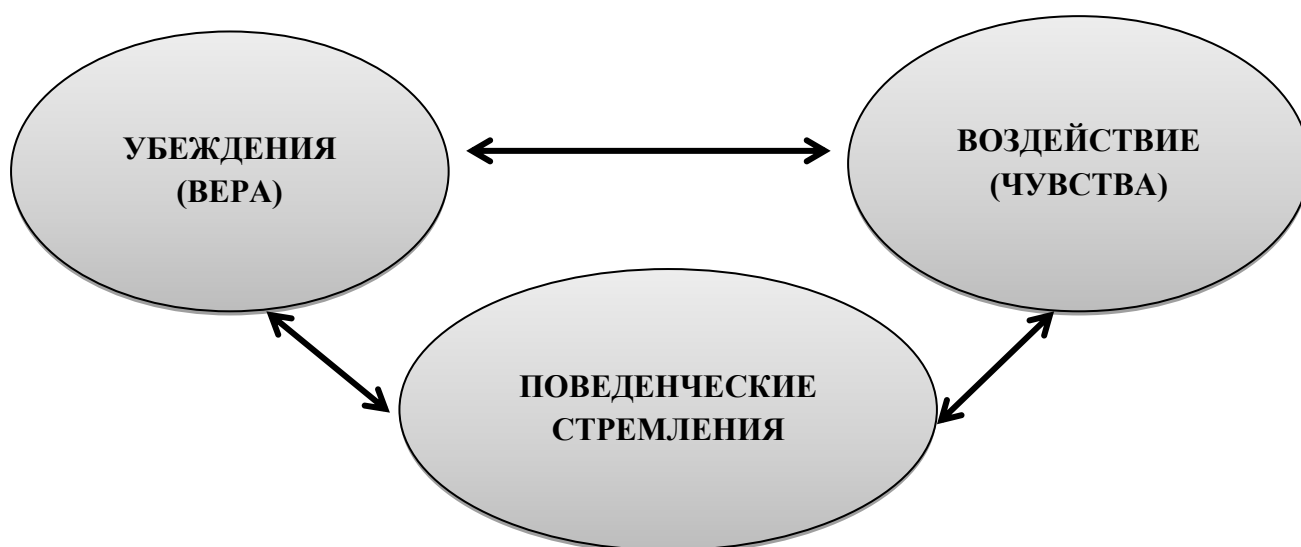 УБЕЖДЕНИЯ
(ВЕРА)
ВОЗДЕЙСТВИЕ
(ЧУВСТВА)
ПОВЕДЕНЧЕСКИЕ
СТРЕМЛЕНИЯ